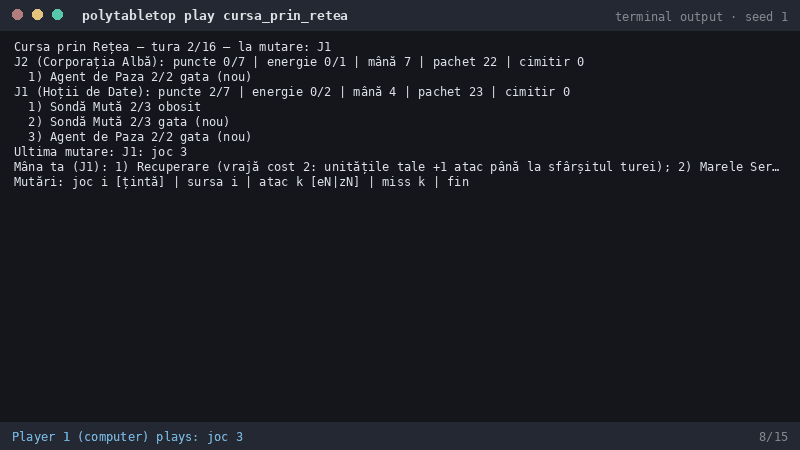 polytabletop play cursa_prin_retea
terminal output · seed 1
Cursa prin Rețea — tura 2/16 — la mutare: J1
J2 (Corporația Albă): puncte 0/7 | energie 0/1 | mână 7 | pachet 22 | cimitir 0
1) Agent de Paza 2/2 gata (nou)
J1 (Hoții de Date): puncte 2/7 | energie 0/2 | mână 4 | pachet 23 | cimitir 0
1) Sondă Mută 2/3 obosit
2) Sondă Mută 2/3 gata (nou)
3) Agent de Paza 2/2 gata (nou)
Ultima mutare: J1: joc 3
Mâna ta (J1): 1) Recuperare (vrajă cost 2: unitățile tale +1 atac până la sfârșitul turei); 2) Marele Ser…
Mutări: joc i [țintă] | sursa i | atac k [eN|zN] | miss k | fin
Player 1 (computer) plays: joc 3
8/15